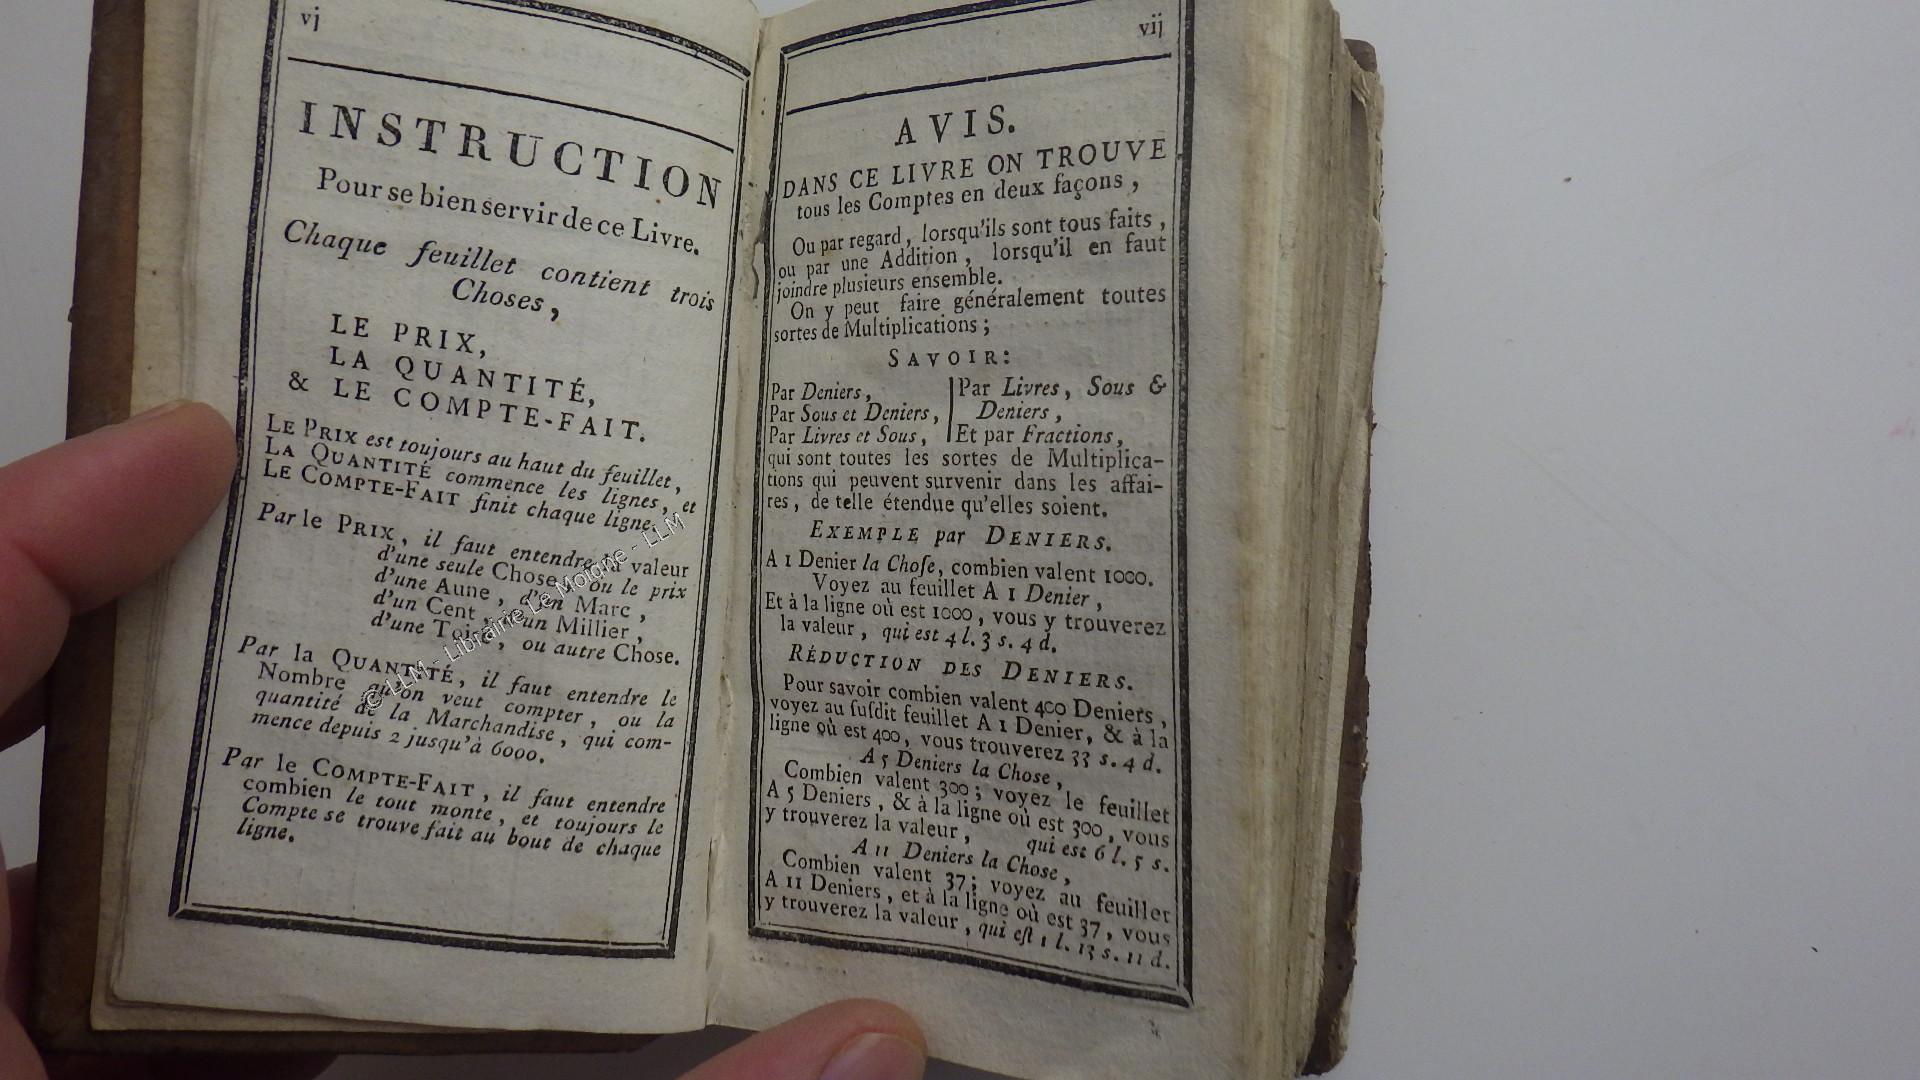 vj
INSTRUCTION
Pour se bien servir de ce Livre.
Chaque feuillet contient trois
Choses,
LE PRIX,
LA QUANTITÉ,
& LE COMPTE-FAIT.
LE PRIX est toujours au haut du feuillet,
LA QUANTITÉ commence les lignes, et
LE COMPTE-FAIT finit chaque ligne.
Par le PRIX, il faut entendre la valeur
d'une seule Chose, ou le prix
d'une Aune, d'un Marc,
d'un Cent, d'un Millier,
d'une Toise, ou autre Chose.
Par la QUANTITÉ, il faut entendre le
Nombre qu'on veut compter, ou la
quantité de la Marchandise, qui com-
mence depuis 2 jusqu'à 6000.
Par le COMPTE-FAIT, il faut entendre
combien le tout monte, et toujours le
Compte se trouve fait au bout de chaque
ligne.
© LLM - Librairie Le Moigne - LLM
vij
AVIS.
DANS CE LIVRE ON TROUVE
tous les Comptes en deux façons,
Ou par regard, lorsqu'ils sont tous faits,
ou par une Addition, lorsqu'il en faut
joindre plusieurs ensemble.
On y peut faire généralement toutes
sortes de Multiplications;
SAVOIR:
Par Deniers,
Par Sous et Deniers,
Par Livres et Sous,
Par Livres, Sous &
Deniers,
Et par Fractions,
qui sont toutes les sortes de Multiplica-
tions qui peuvent survenir dans les affai-
res, de telle étendue qu'elles soient.
EXEMPLE par DENIERS.
A 1 Denier la Choſe, combien valent 1000.
Voyez au feuillet A 1 Denier,
Et à la ligne où est 1000, vous y trouverez
la valeur, qui est 4 l. 3 s. 4 d.
RÉDUCTION DES DENIERS.
Pour savoir combien valent 400 Deniers,
voyez au ſuſdit feuillet A 1 Denier, & à la
ligne où est 400, vous trouverez 33 s. 4 d.
A 5 Deniers la Chose,
Combien valent 300; voyez le feuillet
A 5 Deniers, & à la ligne où est 300, vous
y trouverez la valeur, qui est 6 l. 5 s.
A 11 Deniers la Chose,
Combien valent 37; voyez au feuillet
A 11 Deniers, et à la ligne où est 37, vous
y trouverez la valeur, qui eſt 1 l. 13 s. 11 d.